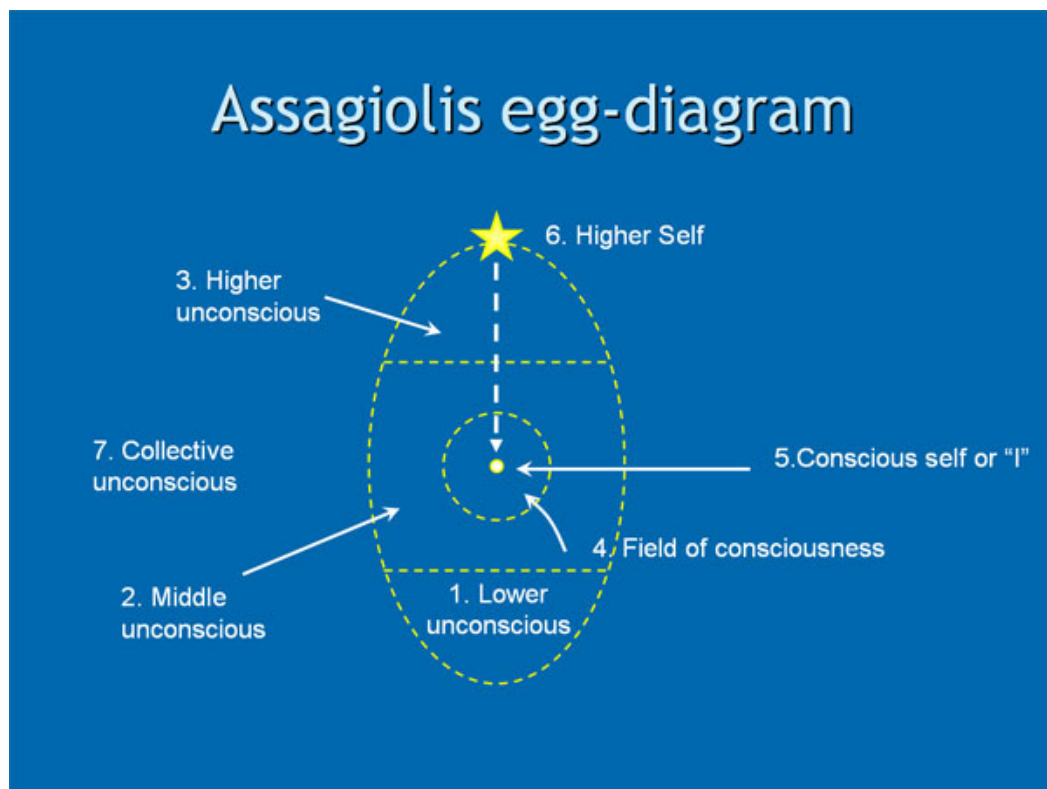 Assagiolis egg-diagram
6. Higher Self
3. Higher
unconscious
7. Collective
unconscious
5.Conscious self or “I”
4. Field of consciousness
2. Middle
unconscious
1. Lower
unconscious